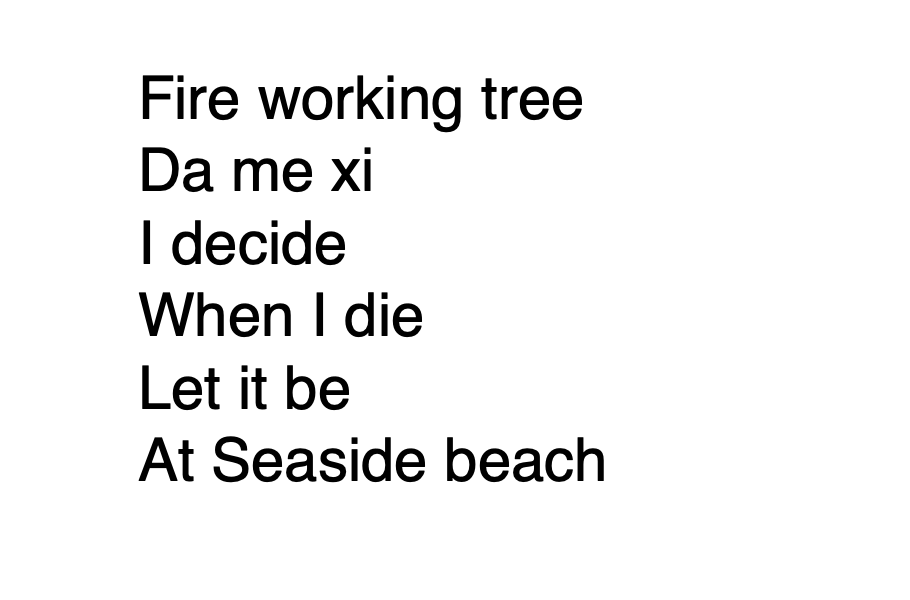 Fire working tree
Da me xi
I decide
When I die
Let it be
At Seaside beach